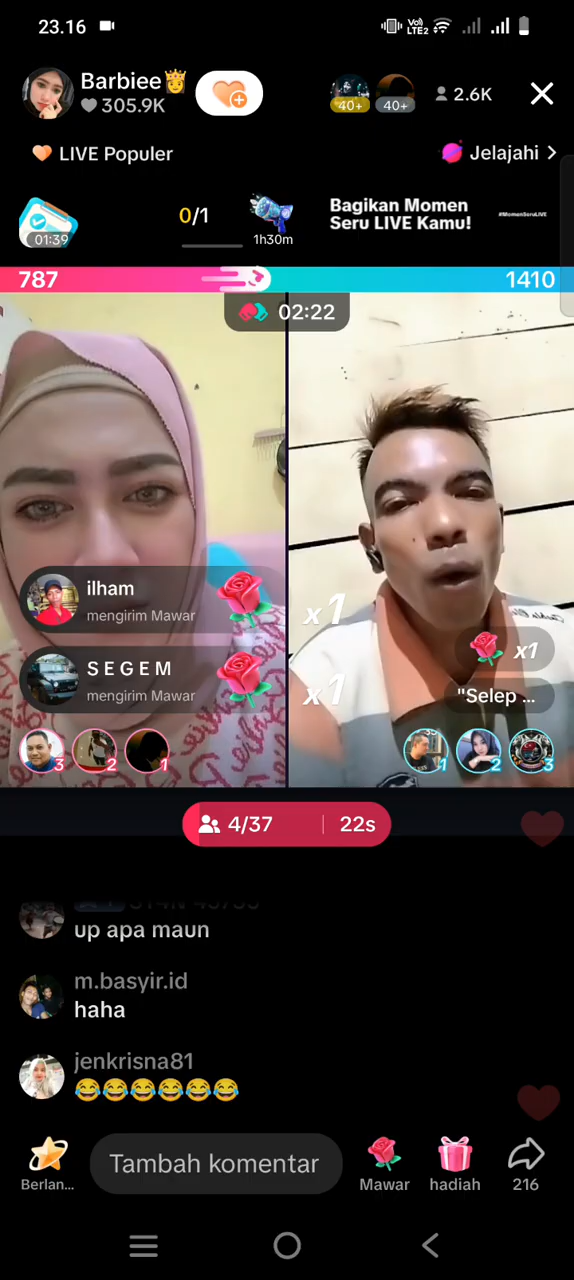 23.16
Vo) LTE2
Barbiee
305.9K
40+
40+
2.6K
LIVE Populer
Jelajahi >
01:39
0/1
1h30m
Bagikan Momen
Seru LIVE Kamu!
#MomenSeruLIVE
787
1410
02:22
ilham
mengirim Mawar
x1
x1
S E G E M
mengirim Mawar
x1
"Selep ...
3
2
1
1
2
3
4/37
22s
up apa maun
m.basyir.id
haha
jenkrisna81
😂😂😂😂😂😂
Berlan...
Tambah komentar
Mawar
hadiah
216